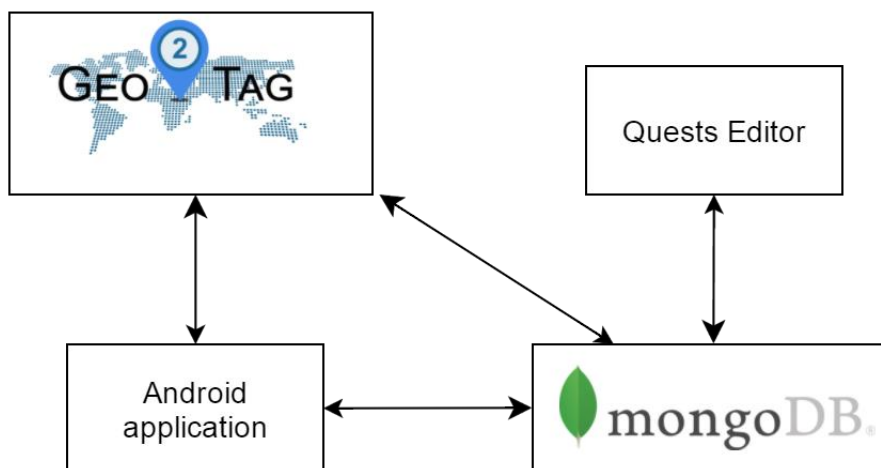 2
GEO TAG
Quests Editor
Android
application
mongoDB®